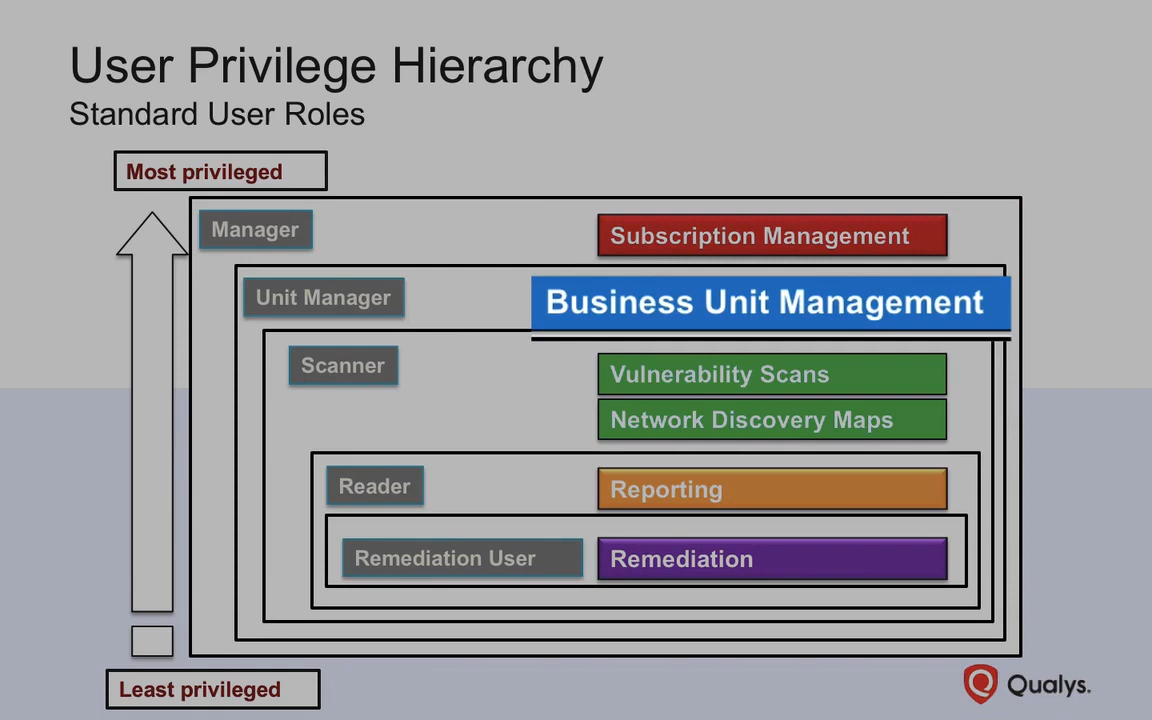 User Privilege Hierarchy
Standard User Roles
Most privileged
Manager
Subscription Management
Unit Manager
Business Unit Management
Scanner
Vulnerability Scans
Network Discovery Maps
Reader
Reporting
Remediation User
Remediation
Least privileged
Qualys.